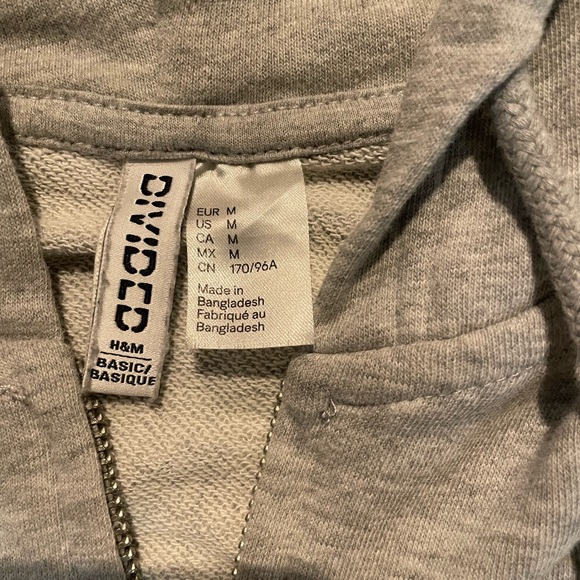 DIVIDED
H&M
BASIC/
BASIQUE
EUR M
US M
CA M
MX M
CN 170/96A
Made in
Bangladesh
Fabriqué au
Bangladesh